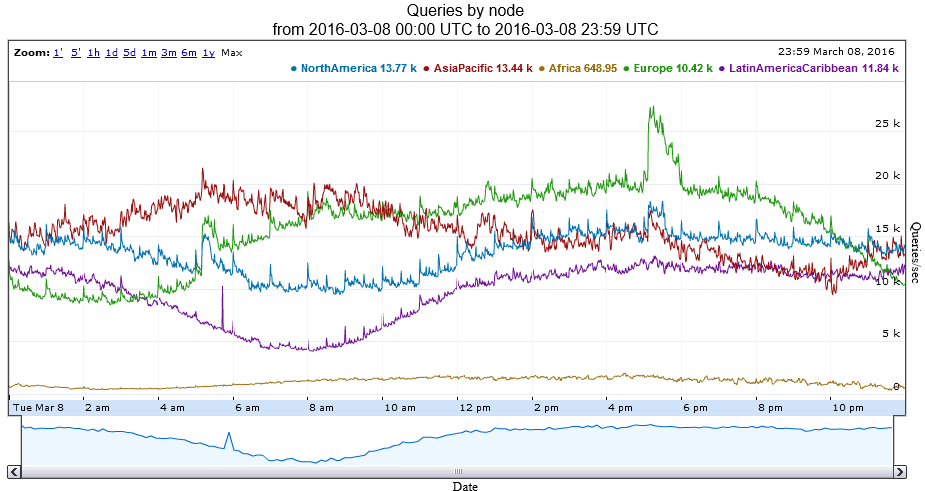 Queries by node
from 2016-03-08 00:00 UTC to 2016-03-08 23:59 UTC
Zoom: 1' 5' 1h 1d 5d 1m 3m 6m 1y Max
23:59 March 08, 2016
NorthAmerica 13.77 k AsiaPacific 13.44 k Africa 648.95 Europe 10.42 k LatinAmericaCaribbean 11.84 k
25 k
20 k
15 k
10 k
5 k
0
Queries/sec
Tue Mar 8 2 am 4 am 6 am 8 am 10 am 12 pm 2 pm 4 pm 6 pm 8 pm 10 pm
Date